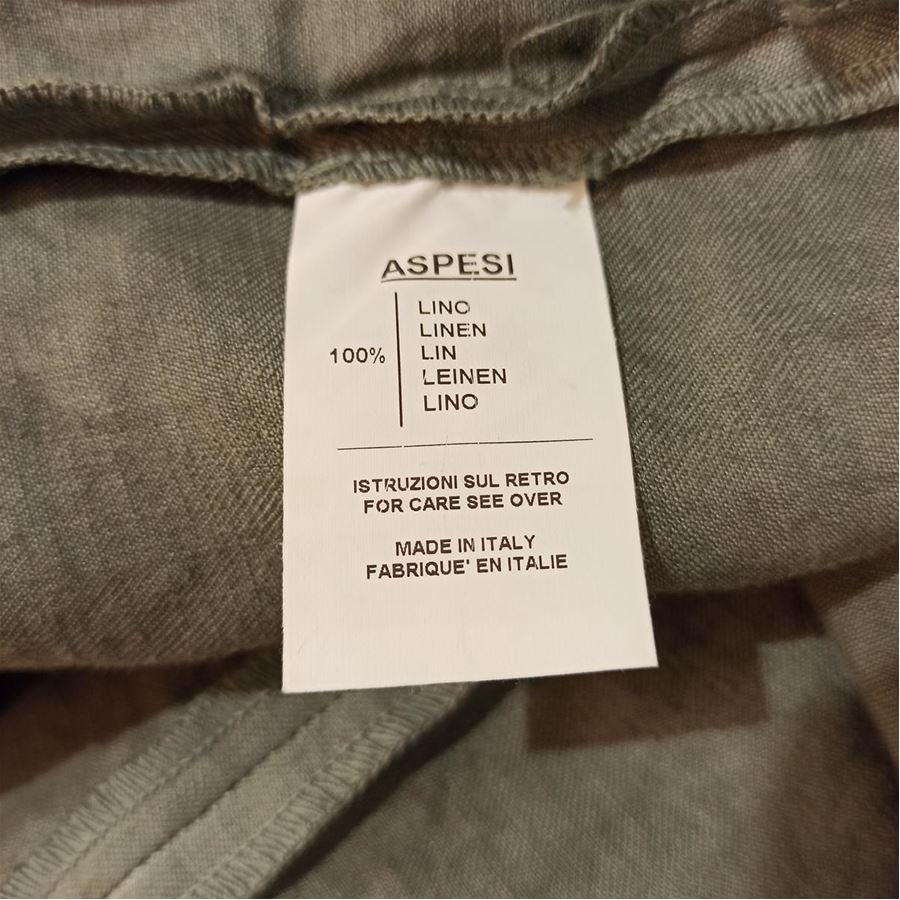 ASPESI
LINO
LINEN
100% LIN
LEINEN
LINO
ISTRUZIONI SUL RETRO
FOR CARE SEE OVER
MADE IN ITALY
FABRIQUE' EN ITALIE